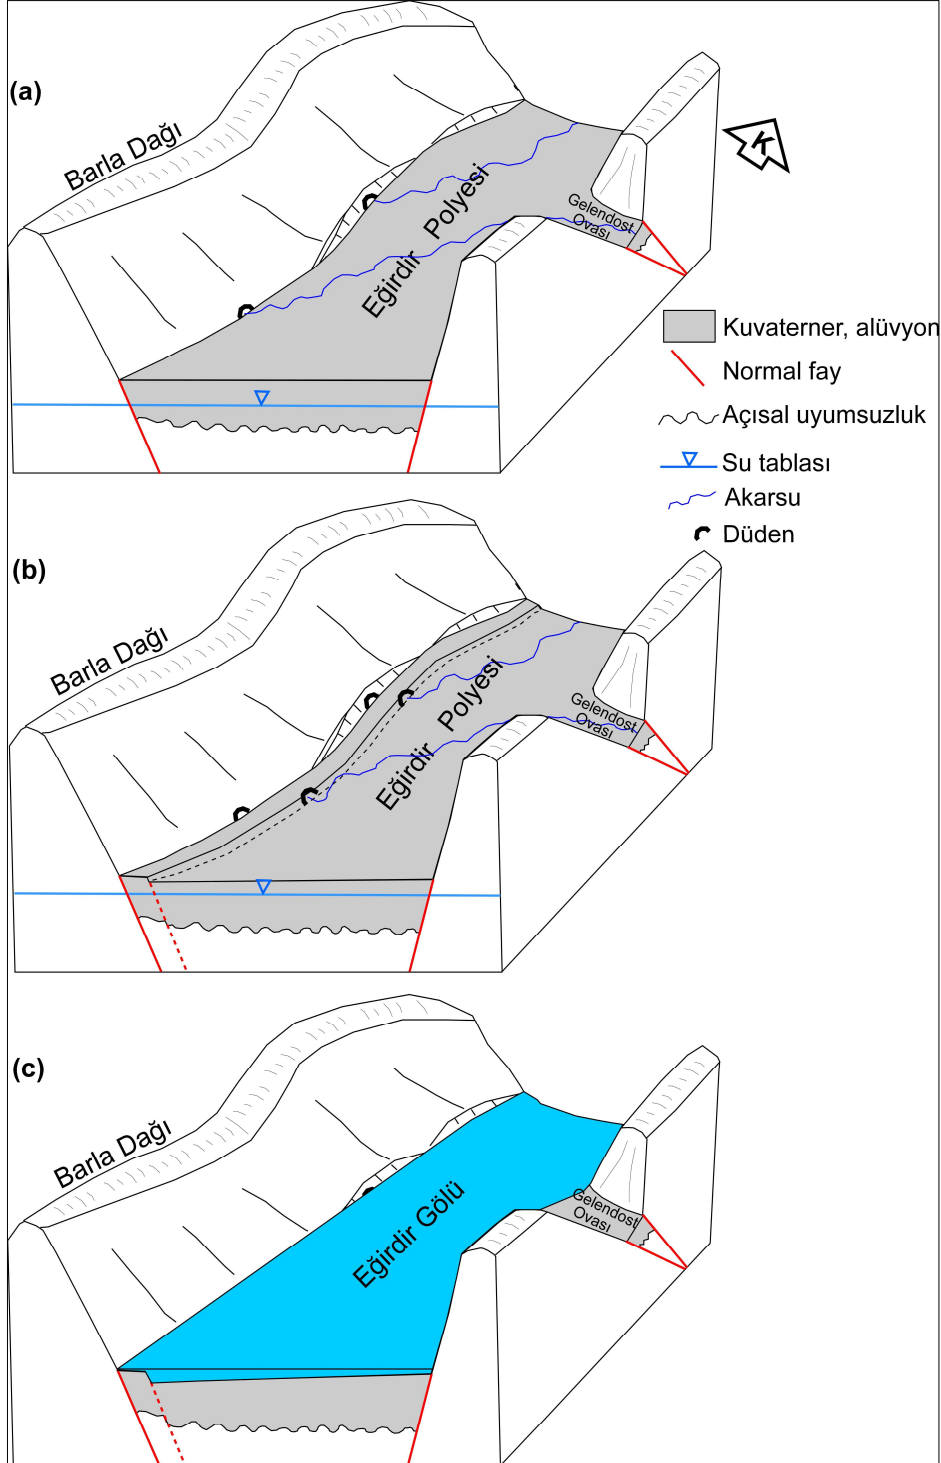 (a)
Barla Dağı
K
Eğirdir Polyesi
Gelendost
Ovası
Kuvaterner, alüvyon
Normal fay
Açısal uyumsuzluk
Su tablası
Akarsu
Düden
(b)
Barla Dağı
Eğirdir Polyesi
Gelendost
Ovası
(c)
Barla Dağı
Eğirdir Gölü
Gelendost
Ovası